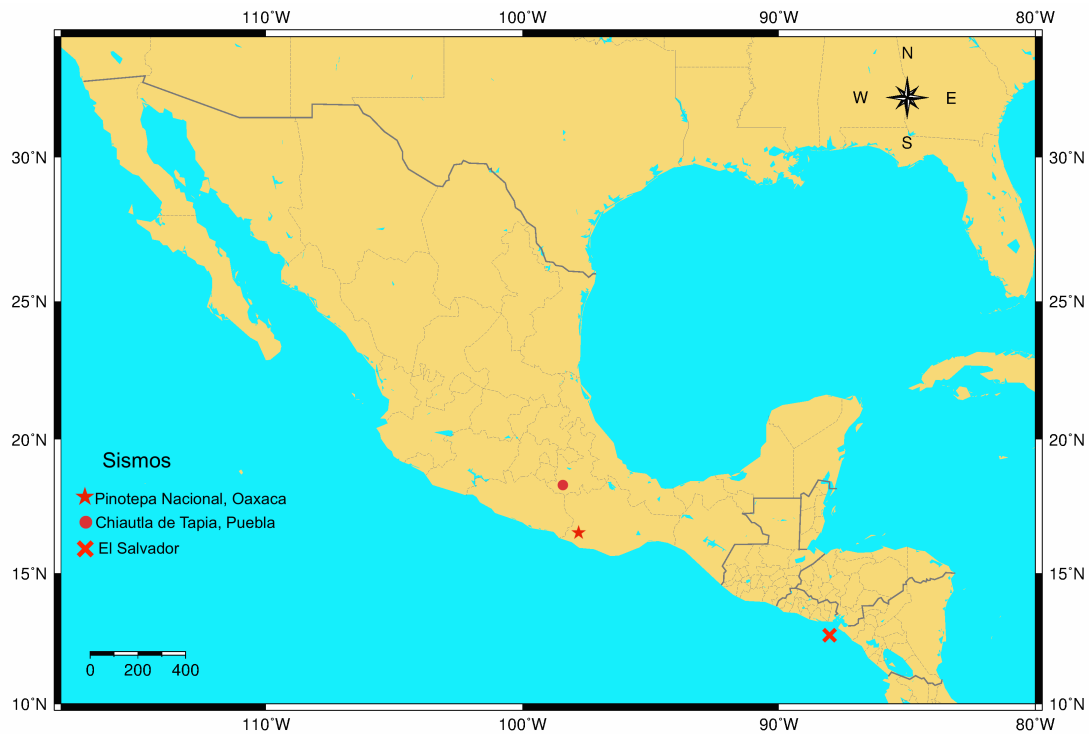 110°W 100°W 90°W 80°W
N
W E
S
30°N 30°N
25°N 25°N
20°N 20°N
Sismos
Pinotepa Nacional, Oaxaca
Chiautla de Tapia, Puebla
El Salvador
15°N 15°N
0 200 400
10°N 10°N
110°W 100°W 90°W 80°W